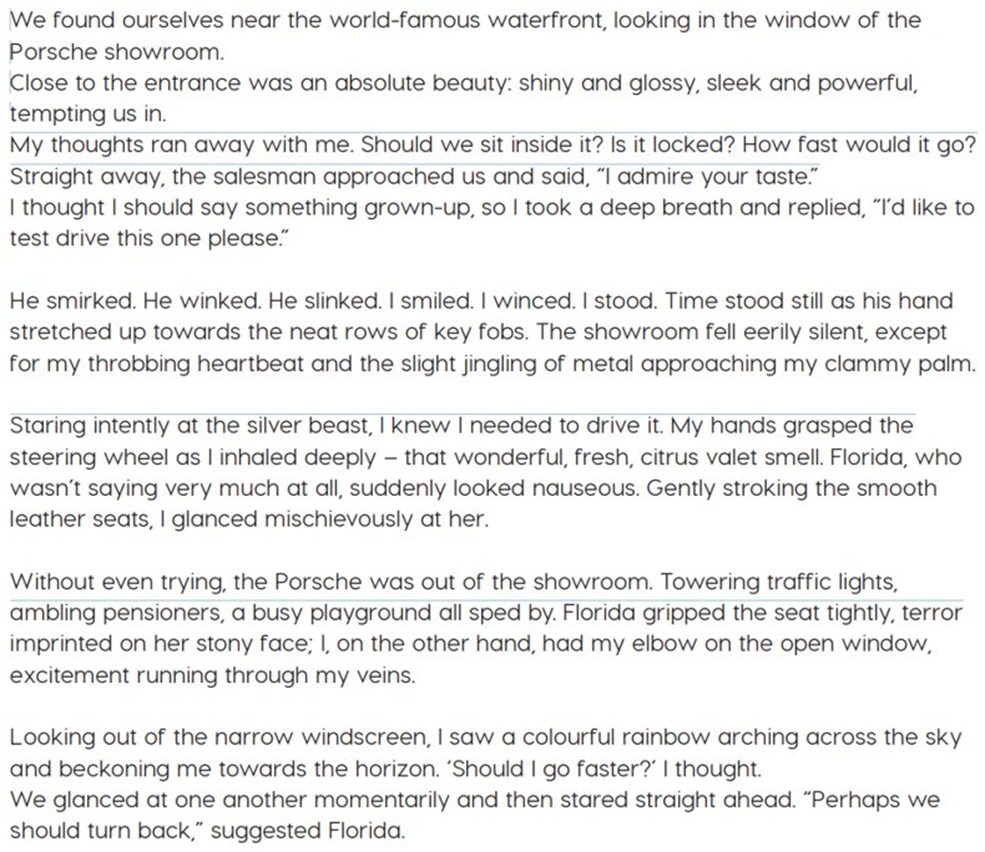 We found ourselves near the world-famous waterfront, looking in the window of the
Porsche showroom.
Close to the entrance was an absolute beauty: shiny and glossy, sleek and powerful,
tempting us in.
My thoughts ran away with me. Should we sit inside it? Is it locked? How fast would it go?
Straight away, the salesman approached us and said, “I admire your taste.”
I thought I should say something grown-up, so I took a deep breath and replied, “I’d like to
test drive this one please.”

He smirked. He winked. He slinked. I smiled. I winced. I stood. Time stood still as his hand
stretched up towards the neat rows of key fobs. The showroom fell eerily silent, except
for my throbbing heartbeat and the slight jingling of metal approaching my clammy palm.

Staring intently at the silver beast, I knew I needed to drive it. My hands grasped the
steering wheel as I inhaled deeply – that wonderful, fresh, citrus valet smell. Florida, who
wasn’t saying very much at all, suddenly looked nauseous. Gently stroking the smooth
leather seats, I glanced mischievously at her.

Without even trying, the Porsche was out of the showroom. Towering traffic lights,
ambling pensioners, a busy playground all sped by. Florida gripped the seat tightly, terror
imprinted on her stony face; I, on the other hand, had my elbow on the open window,
excitement running through my veins.

Looking out of the narrow windscreen, I saw a colourful rainbow arching across the sky
and beckoning me towards the horizon. ‘Should I go faster?’ I thought.
We glanced at one another momentarily and then stared straight ahead. “Perhaps we
should turn back,” suggested Florida.